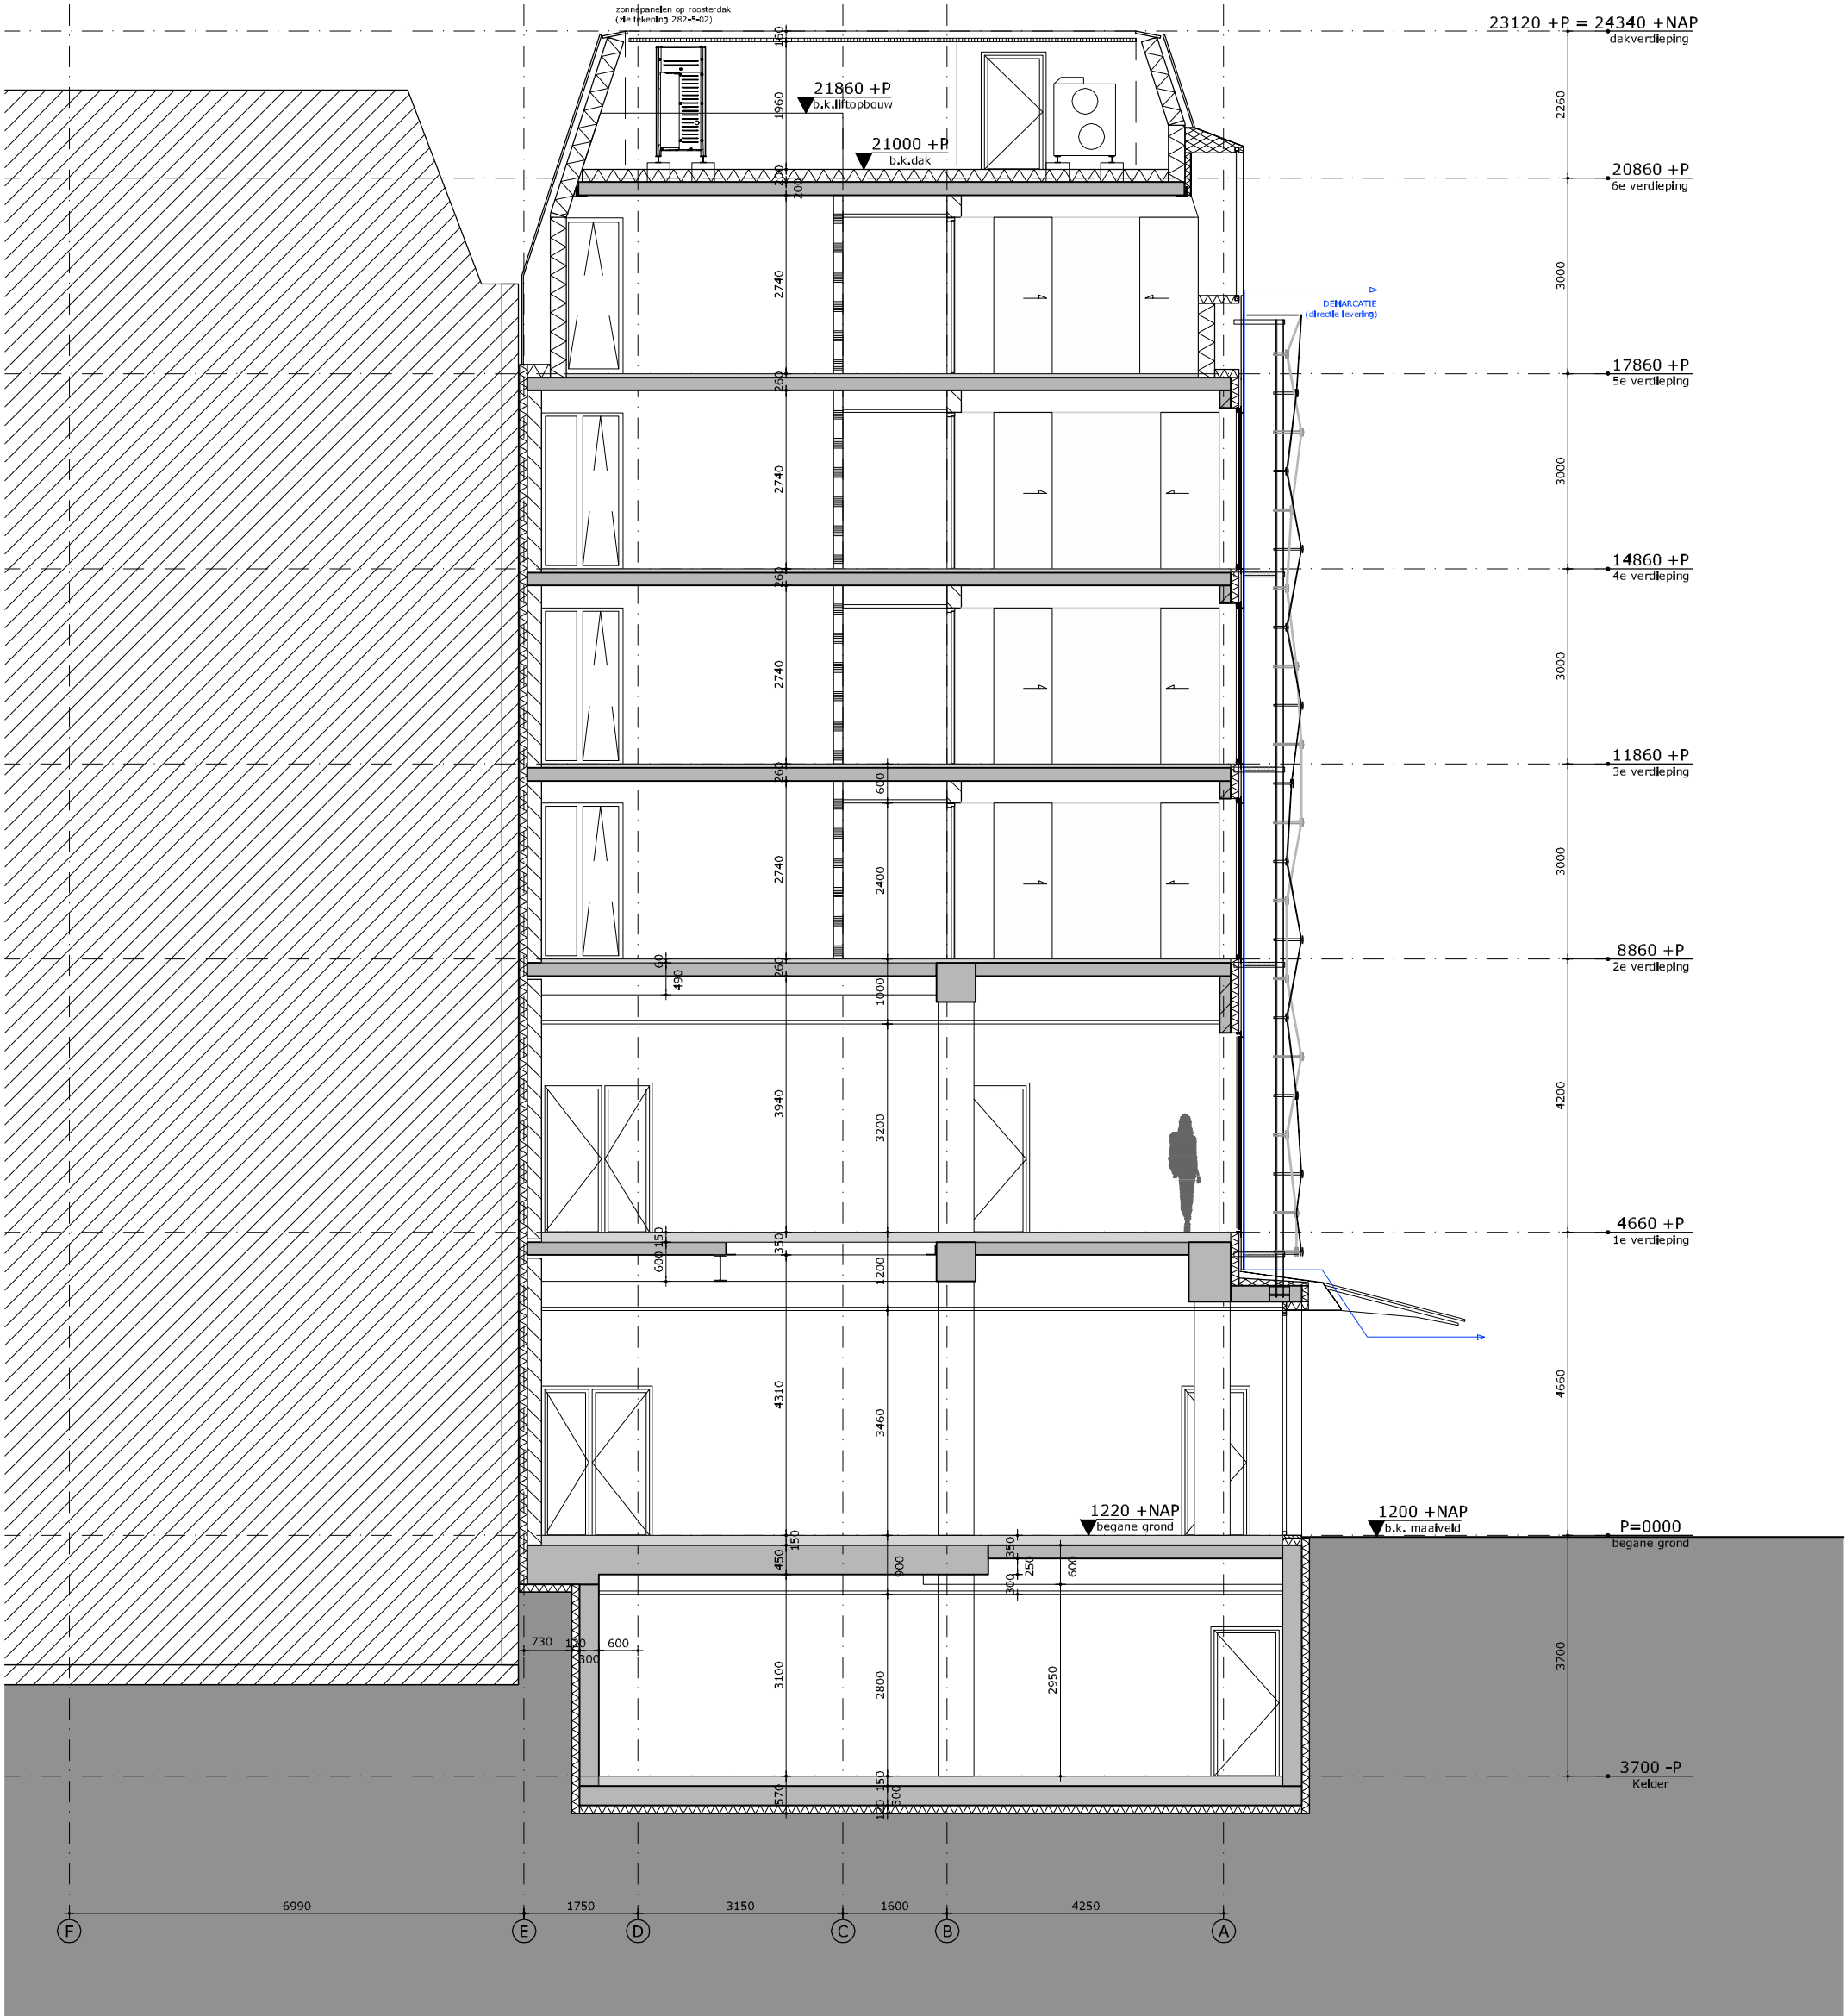 zonnepanelen op roosterdak
(zie tekening 282-S-02)
23120 +P = 24340 +NAP
dakverdieping
160
1960
2260
21860 +P
b.k.liftopbouw
21000 +P
b.k.dak
200
200
20860 +P
6e verdieping
2740
3000
DEMARCATIE
(directie levering)
17860 +P
5e verdieping
260
2740
3000
14860 +P
4e verdieping
260
2740
3000
11860 +P
3e verdieping
260
600
2740
2400
3000
8860 +P
2e verdieping
60
490
260
1000
3940
3200
4200
4660 +P
1e verdieping
150
600
350
1200
4310
3460
4660
1220 +NAP
begane grond
1200 +NAP
b.k. maaiveld
P=0000
begane grond
150
450
900
350
250
300
600
730
120
300
600
3100
2800
2950
3700
3700 -P
Kelder
570
150
300
120
6990
1750
3150
1600
4250
F
E
D
C
B
A